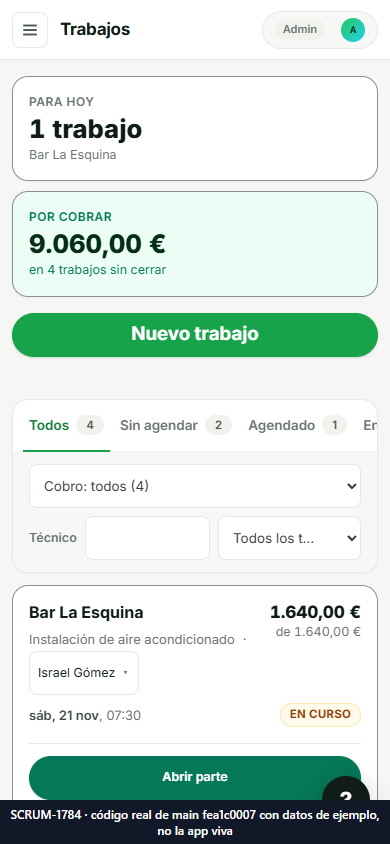 Trabajos
Admin
A
PARA HOY
1 trabajo
Bar La Esquina
POR COBRAR
9.060,00 €
en 4 trabajos sin cerrar
Nuevo trabajo
Todos 4 Sin agendar 2 Agendado 1 En
Cobro: todos (4)
Técnico Todos los t...
Bar La Esquina 1.640,00 €
Instalación de aire acondicionado · de 1.640,00 €
Israel Gómez
sáb, 21 nov, 07:30 EN CURSO
Abrir parte
?
SCRUM-1784 · código real de main fea1c0007 con datos de ejemplo,
no la app viva